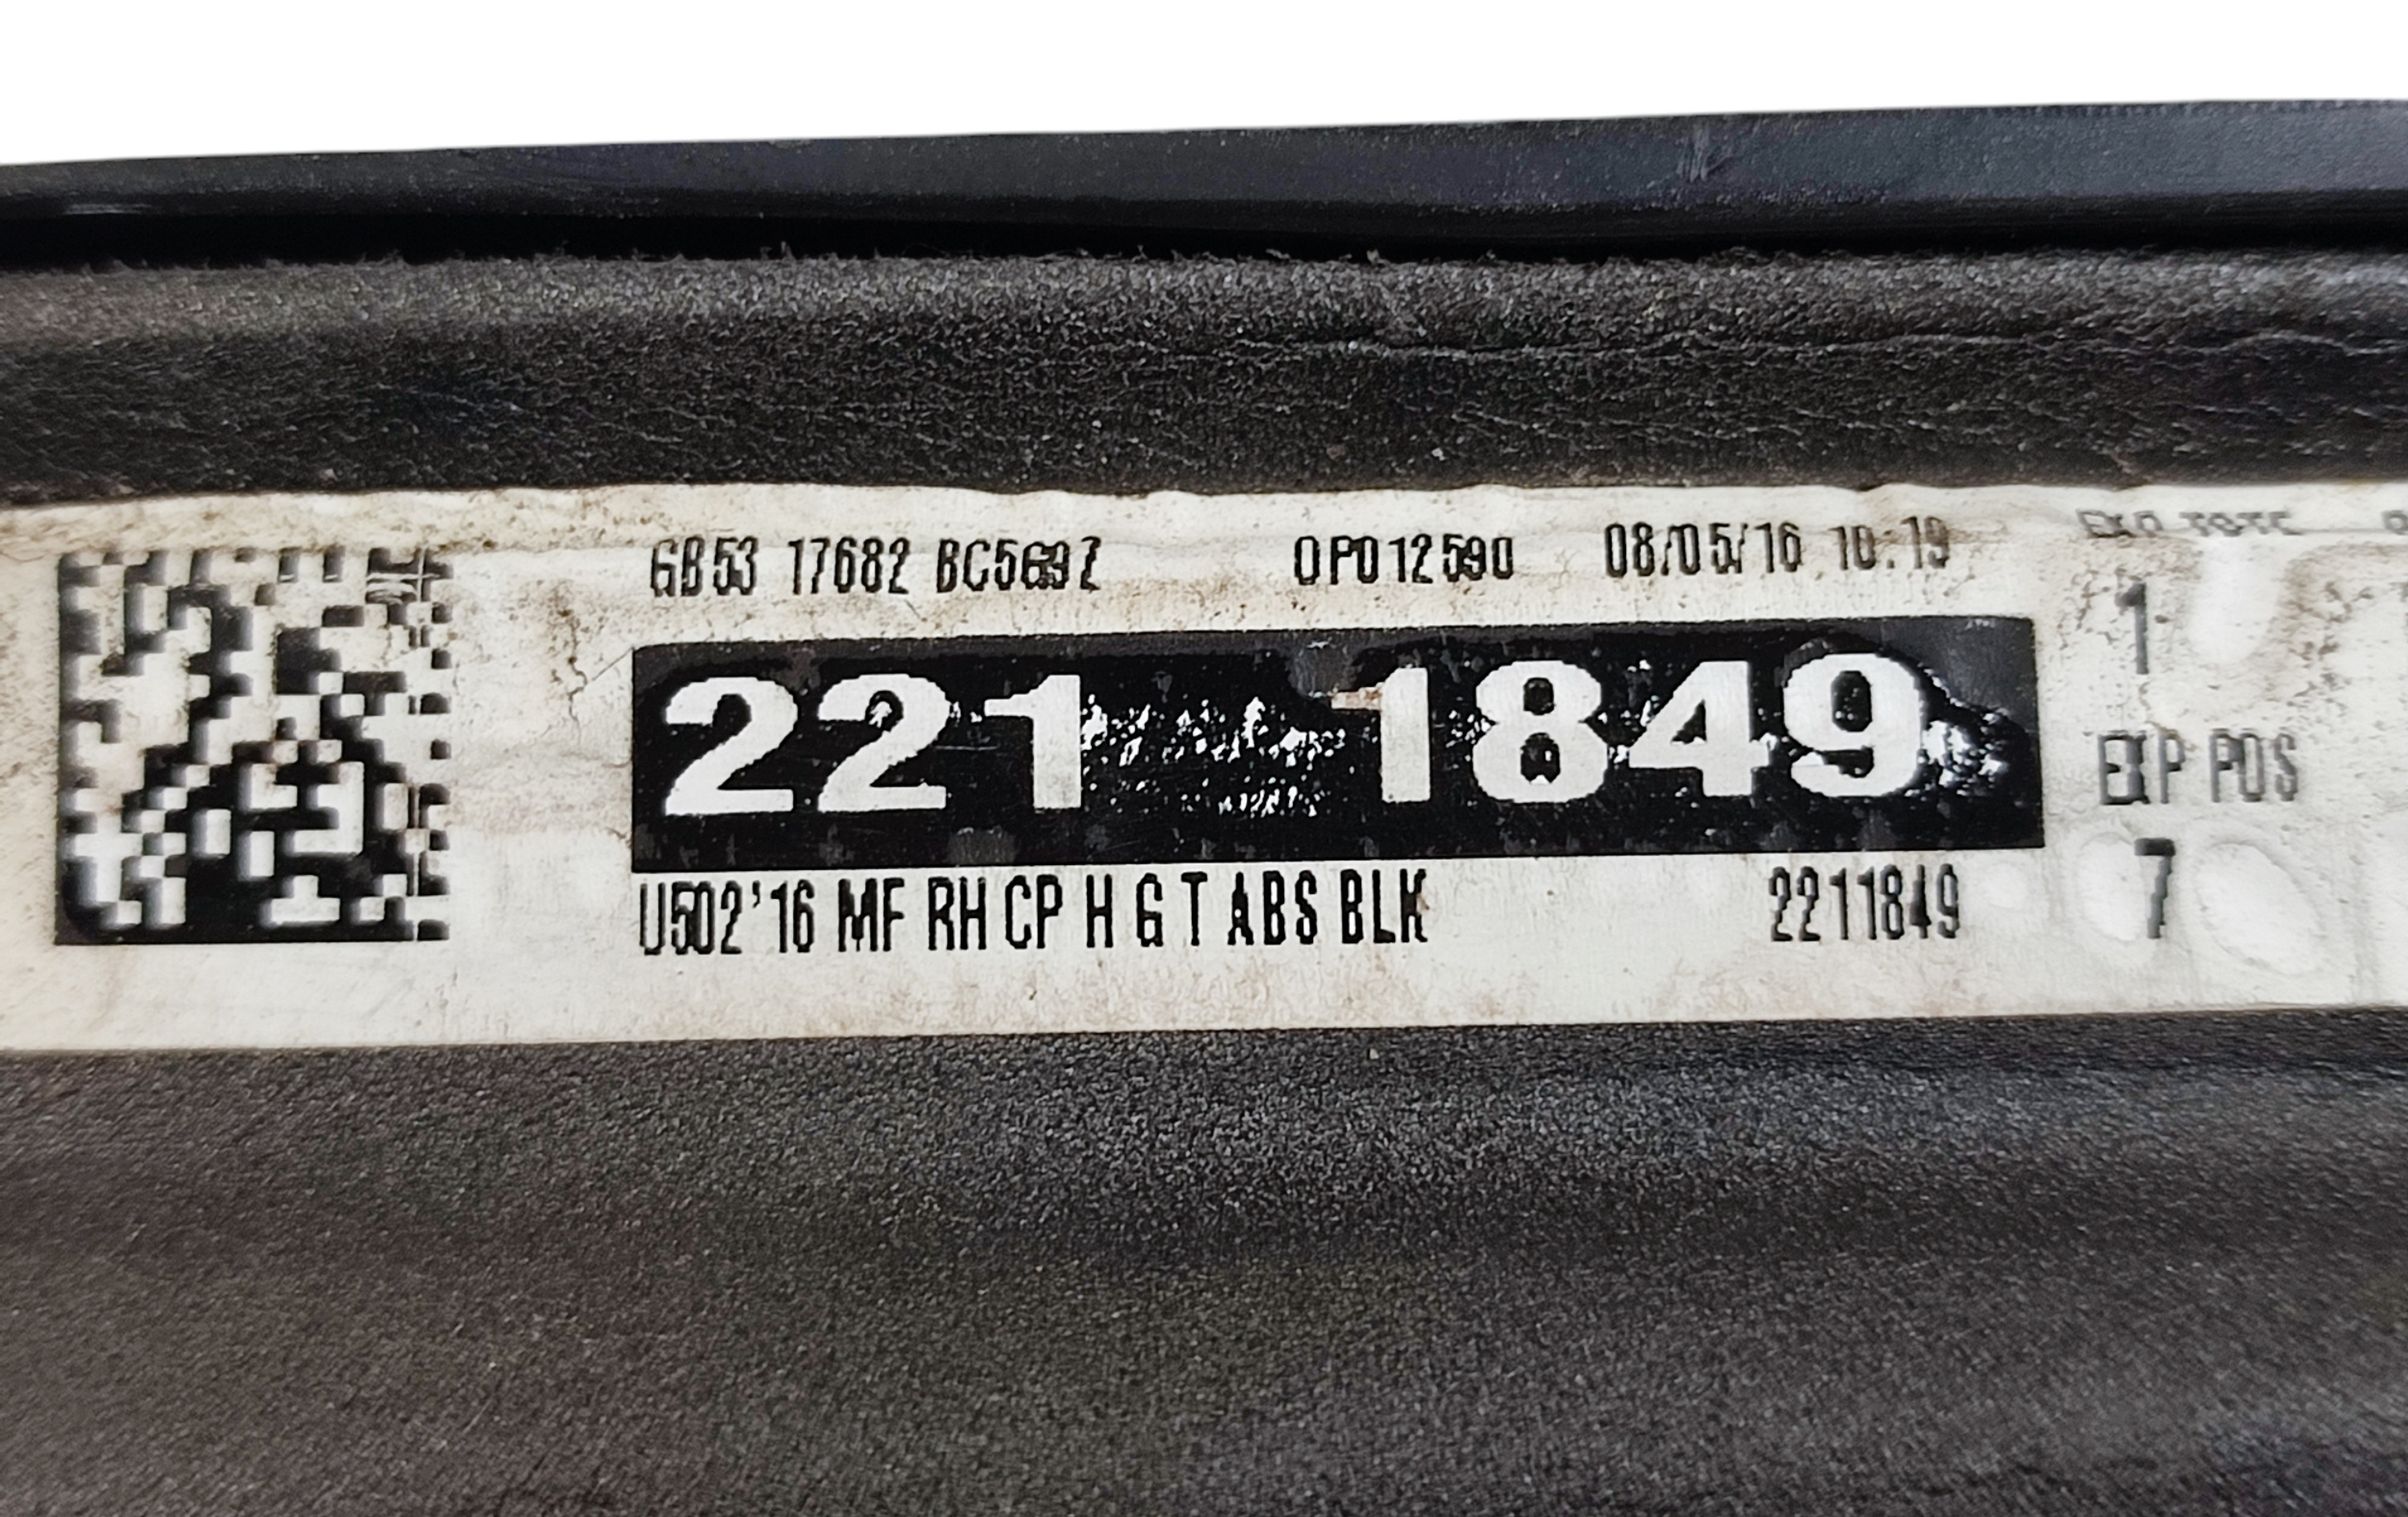 GB53 17682 BC5G9Z 0P012590 08/05/16 10:19
221 1849
1
EXP POS
U502'16 MF RH CP H G T ABS BLK 2211849
7